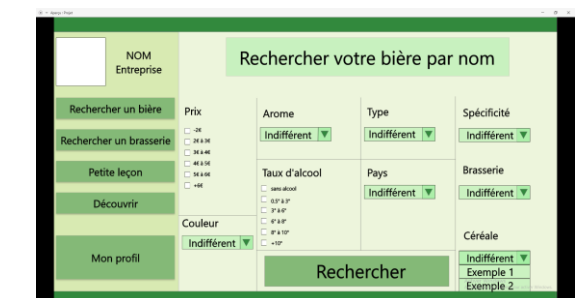 NOM
Entreprise
Rechercher votre bière par nom
Rechercher un bière
Rechercher un brasserie
Petite leçon
Découvrir
Mon profil
Prix
-2€
2€ à 3€
3€ à 4€
4€ à 5€
5€ à 6€
+6€
Couleur
Indifférent
Arome
Indifférent
Taux d'alcool
sans alcool
0,5° à 3°
3° à 6°
6° à 8°
8° à 10°
+10°
Type
Indifférent
Pays
Indifférent
Spécificité
Indifférent
Brasserie
Indifférent
Céréale
Indifférent
Exemple 1
Exemple 2
Rechercher